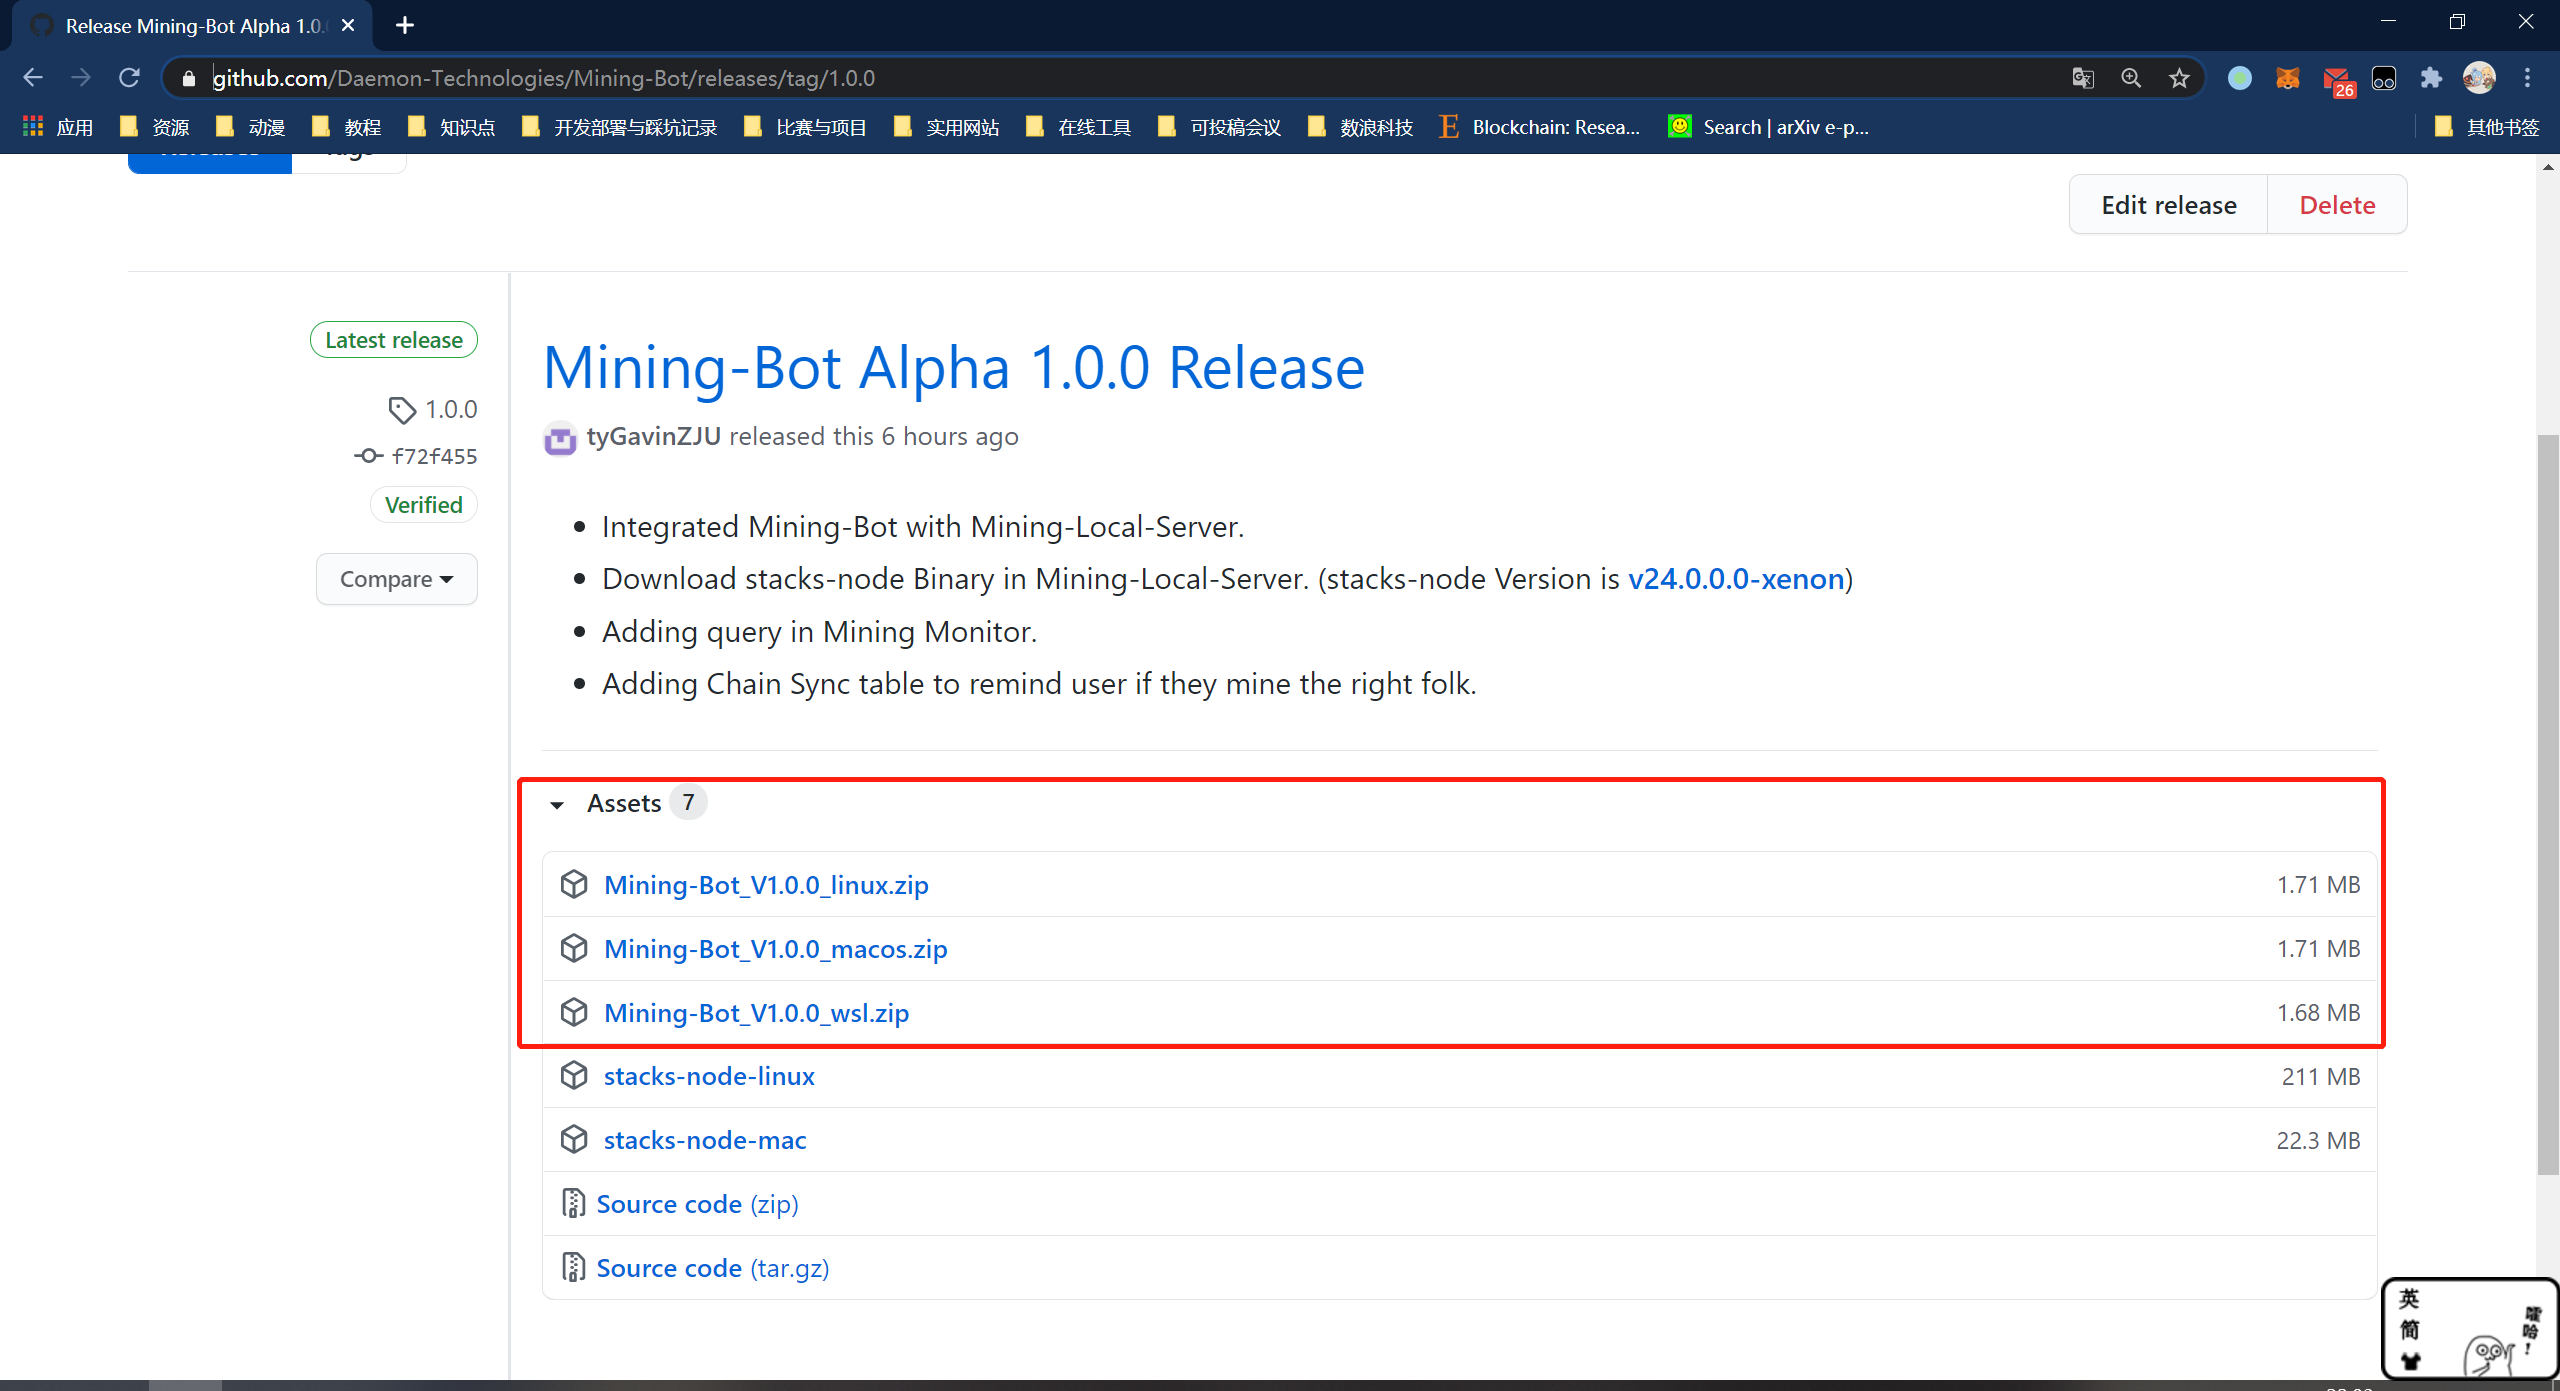 Release Mining-Bot Alpha 1.0.
github.com/Daemon-Technologies/Mining-Bot/releases/tag/1.0.0
26
应用 资源 动漫 教程 知识点 开发部署与踩坑记录 比赛与项目 实用网站 在线工具 可投稿会议 数浪科技 Blockchain: Resea... Search | arXiv e-p... 其他书签
Releases Tags
Edit release Delete
Latest release
1.0.0
f72f455
Verified
Compare
Mining-Bot Alpha 1.0.0 Release
tyGavinZJU released this 6 hours ago
• Integrated Mining-Bot with Mining-Local-Server.
• Download stacks-node Binary in Mining-Local-Server. (stacks-node Version is v24.0.0.0-xenon)
• Adding query in Mining Monitor.
• Adding Chain Sync table to remind user if they mine the right folk.
Assets 7
Mining-Bot_V1.0.0_linux.zip 1.71 MB
Mining-Bot_V1.0.0_macos.zip 1.71 MB
Mining-Bot_V1.0.0_wsl.zip 1.68 MB
stacks-node-linux 211 MB
stacks-node-mac 22.3 MB
Source code (zip)
Source code (tar.gz)
英
简